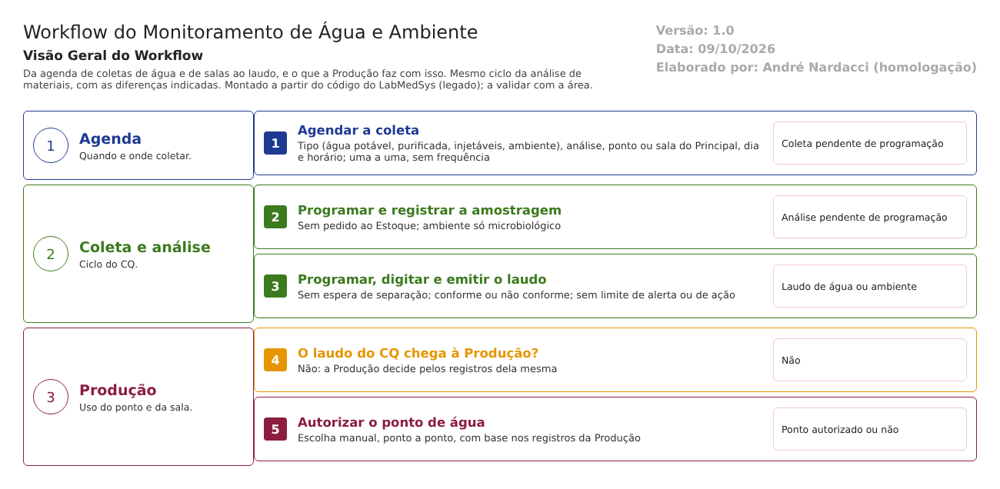 Workflow do Monitoramento de Água e Ambiente
Visão Geral do Workflow
Da agenda de coletas de água e de salas ao laudo, e o que a Produção faz com isso. Mesmo ciclo da análise de
materiais, com as diferenças indicadas. Montado a partir do código do LabMedSys (legado); a validar com a área.
Versão: 1.0
Data: 09/10/2026
Elaborado por: André Nardacci (homologação)
1
Agenda
Quando e onde coletar.
1
Agendar a coleta
Tipo (água potável, purificada, injetáveis, ambiente), análise, ponto ou sala do Principal, dia
e horário; uma a uma, sem frequência
Coleta pendente de programação
2
Coleta e análise
Ciclo do CQ.
2
Programar e registrar a amostragem
Sem pedido ao Estoque; ambiente só microbiológico
Análise pendente de programação
3
Programar, digitar e emitir o laudo
Sem espera de separação; conforme ou não conforme; sem limite de alerta ou de ação
Laudo de água ou ambiente
3
Produção
Uso do ponto e da sala.
4
O laudo do CQ chega à Produção?
Não: a Produção decide pelos registros dela mesma
Não
5
Autorizar o ponto de água
Escolha manual, ponto a ponto, com base nos registros da Produção
Ponto autorizado ou não